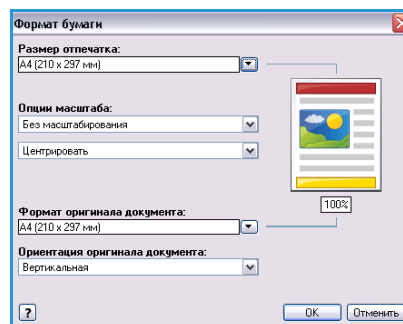 Формат бумаги
Размер отпечатка:
A4 (210 x 297 мм)
Опции масштаба:
Без масштабирования
Центрировать
100%
Формат оригинала документа:
A4 (210 x 297 мм)
Ориентация оригинала документа:
Вертикальная
?
OK
Отменить